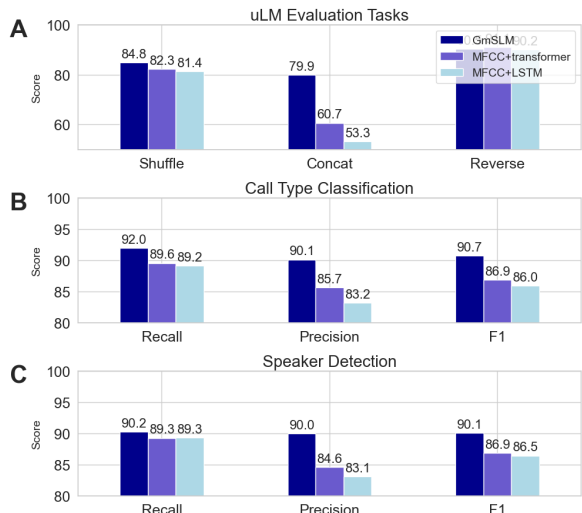 A
uLM Evaluation Tasks
Score
100
80
60
84.8
82.3
81.4
79.9
60.7
53.3
90.2
GmSLM
MFCC+transformer
MFCC+LSTM
Shuffle
Concat
Reverse
B
Call Type Classification
Score
100
95
90
85
80
92.0
89.6
89.2
90.1
85.7
83.2
90.7
86.9
86.0
Recall
Precision
F1
C
Speaker Detection
Score
100
95
90
85
80
90.2
89.3
89.3
90.0
84.6
83.1
90.1
86.9
86.5
Recall
Precision
F1